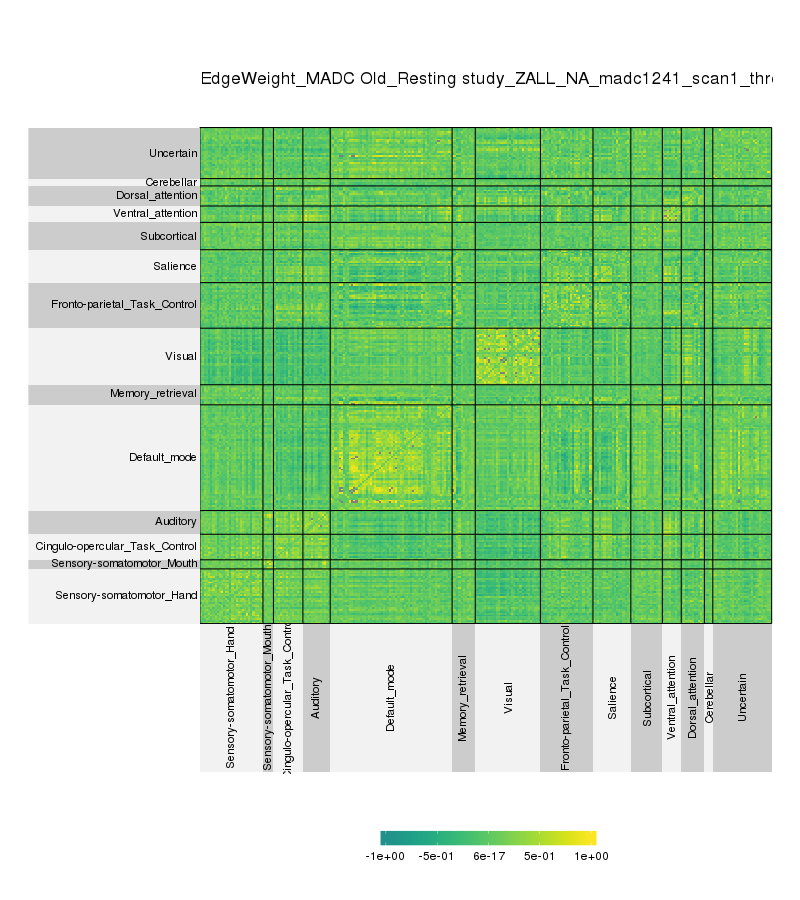 EdgeWeight_MADC Old_Resting study_ZALL_NA_madc1241_scan1_thr
Uncertain
Cerebellar
Dorsal_attention
Ventral_attention
Subcortical
Salience
Fronto-parietal_Task_Control
Visual
Memory_retrieval
Default_mode
Auditory
Cingulo-opercular_Task_Control
Sensory-somatomotor_Mouth
Sensory-somatomotor_Hand
Sensory-somatomotor_Hand
Sensory-somatomotor_Mouth
Cingulo-opercular_Task_Contro
Auditory
Default_mode
Memory_retrieval
Visual
Fronto-parietal_Task_Control
Salience
Subcortical
Ventral_attention
Dorsal_attention
Cerebellar
Uncertain
-1e+00 -5e-01 6e-17 5e-01 1e+00